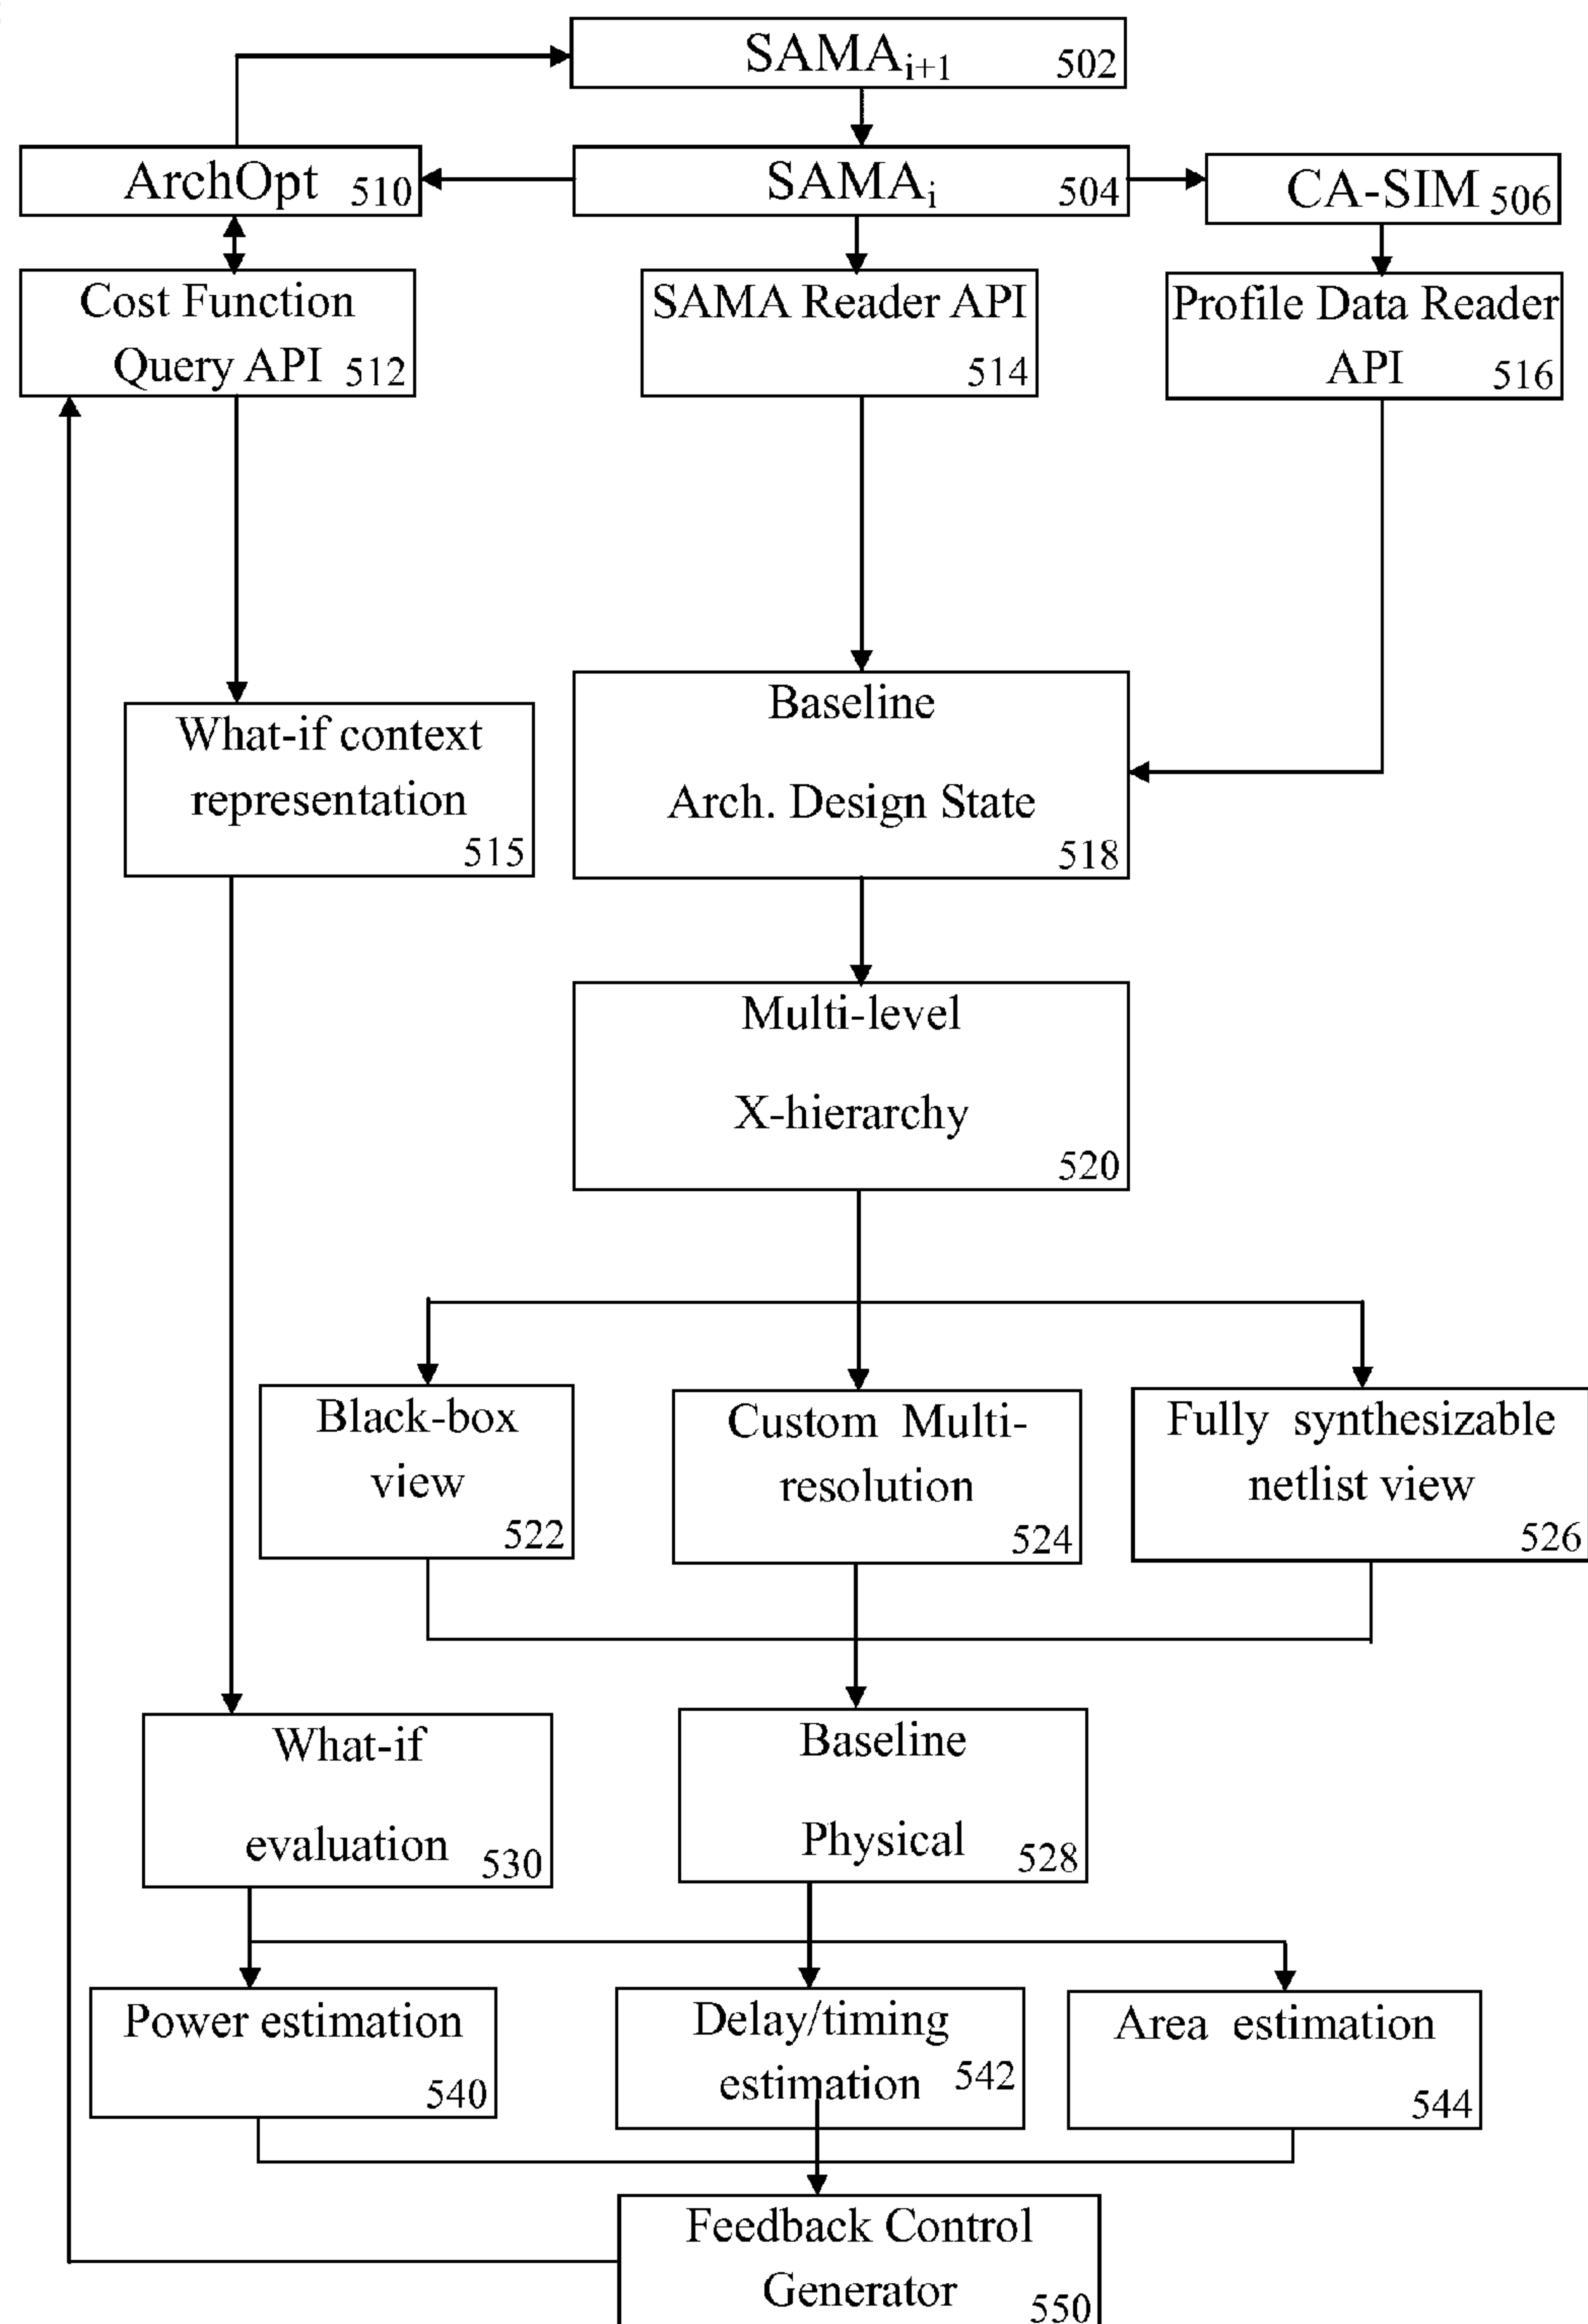 SAMAi+1 502
ArchOpt 510
SAMAi 504
CA-SIM 506
Cost Function
Query API 512
SAMA Reader API
514
Profile Data Reader
API 516
What-if context
representation
515
Baseline
Arch. Design State
518
Multi-level
X-hierarchy
520
Black-box
view
522
Custom Multi-
resolution
524
Fully synthesizable
netlist view
526
What-if
evaluation 530
Baseline
Physical 528
Power estimation
540
Delay/timing
estimation 542
Area estimation
544
Feedback Control
Generator 550